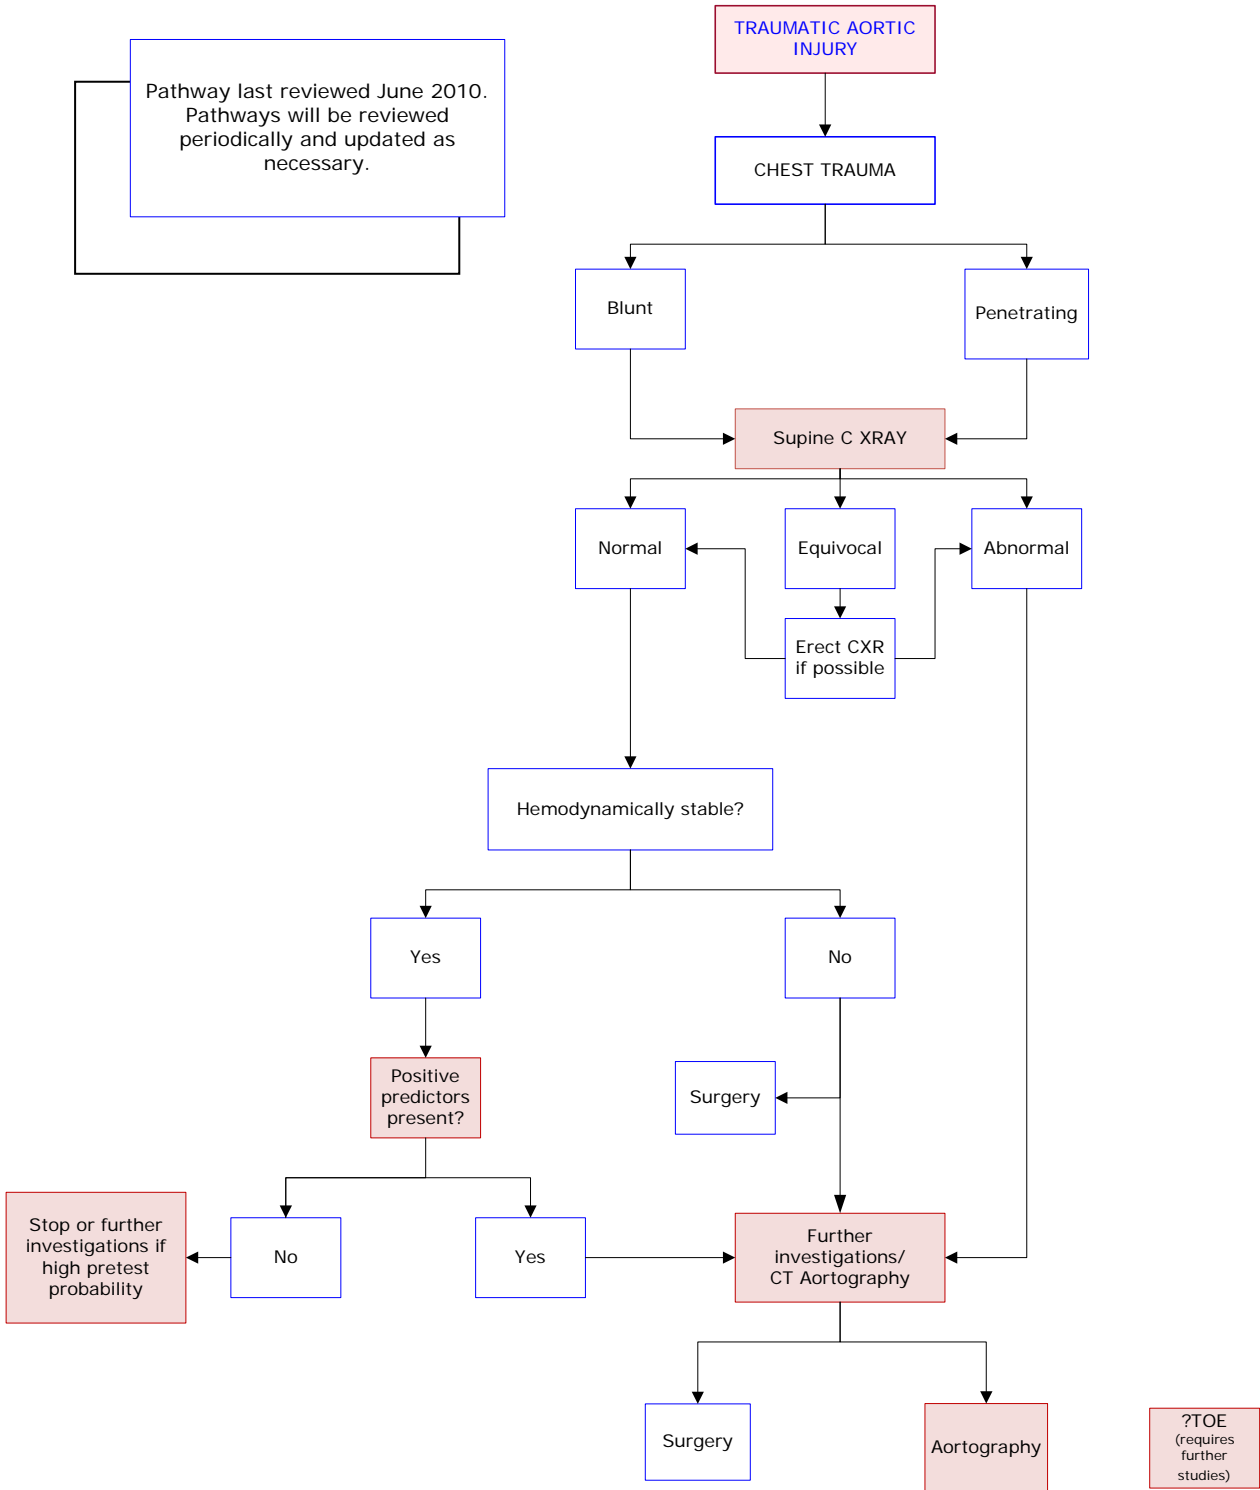 TRAUMATIC AORTIC
INJURY
Pathway last reviewed June 2010.
Pathways will be reviewed
periodically and updated as
necessary.
CHEST TRAUMA
Blunt
Penetrating
Supine C XRAY
Normal
Equivocal
Abnormal
Erect CXR
if possible
Hemodynamically stable?
Yes
No
Positive
predictors
present?
Surgery
Stop or further
investigations if
high pretest
probability
No
Yes
Further
investigations/
CT Aortography
Surgery
Aortography
?TOE
(requires
further
studies)